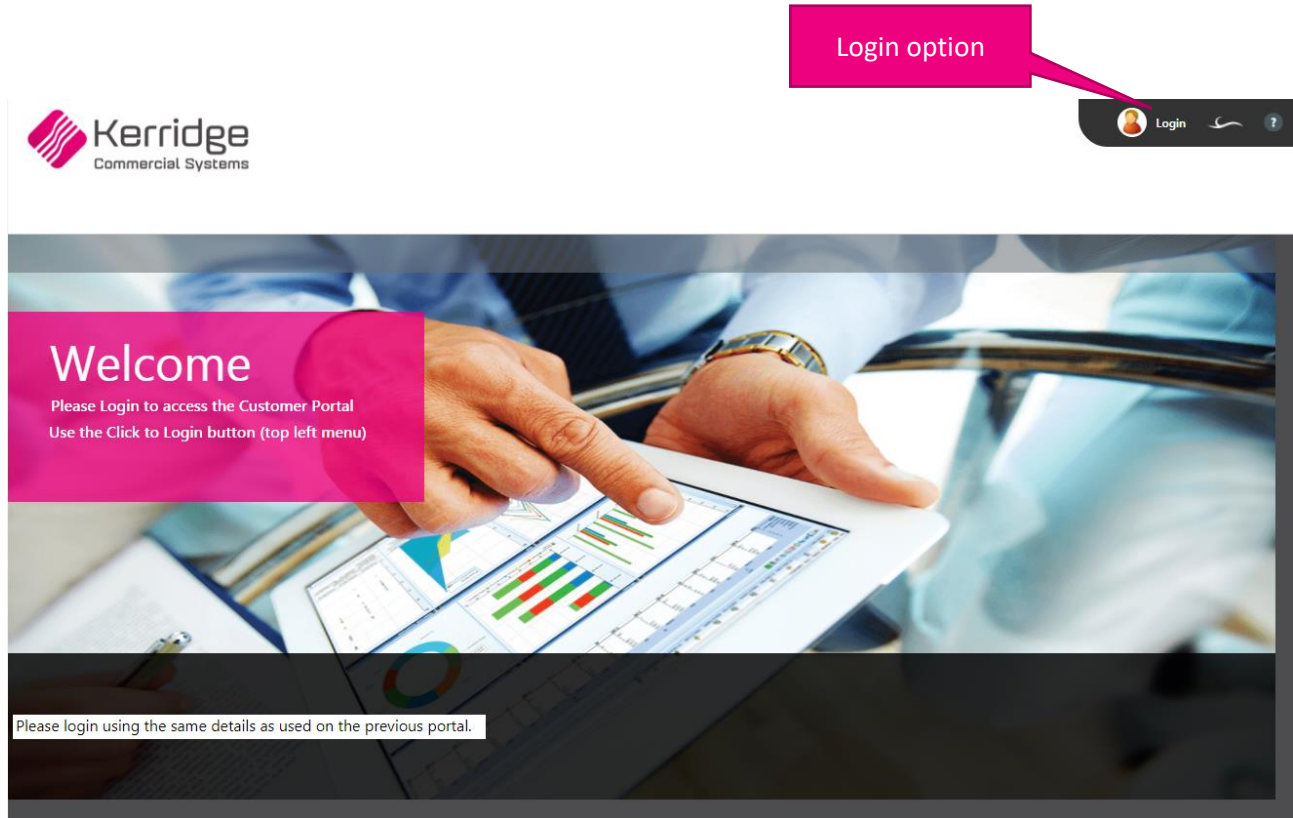 Login option
Kerridge
Commercial Systems
Login
?
Welcome
Please Login to access the Customer Portal
Use the Click to Login button (top left menu)
Please login using the same details as used on the previous portal.